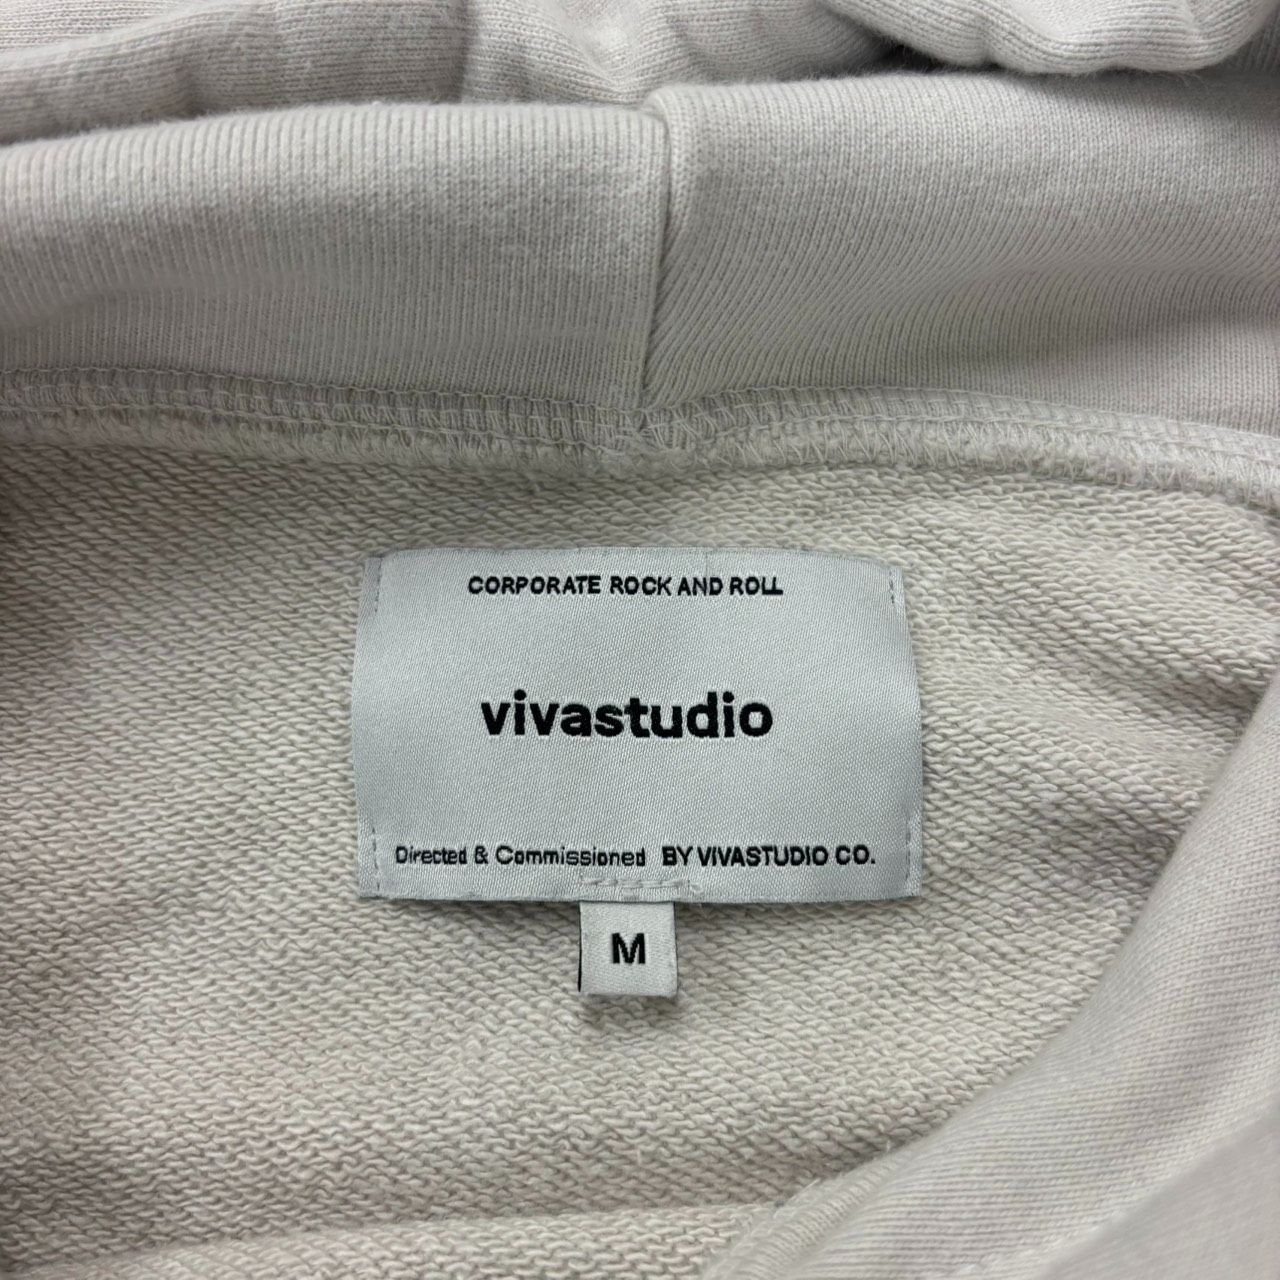 CORPORATE ROCK AND ROLL
vivastudio
Directed & Commissioned BY VIVASTUDIO CO.
M